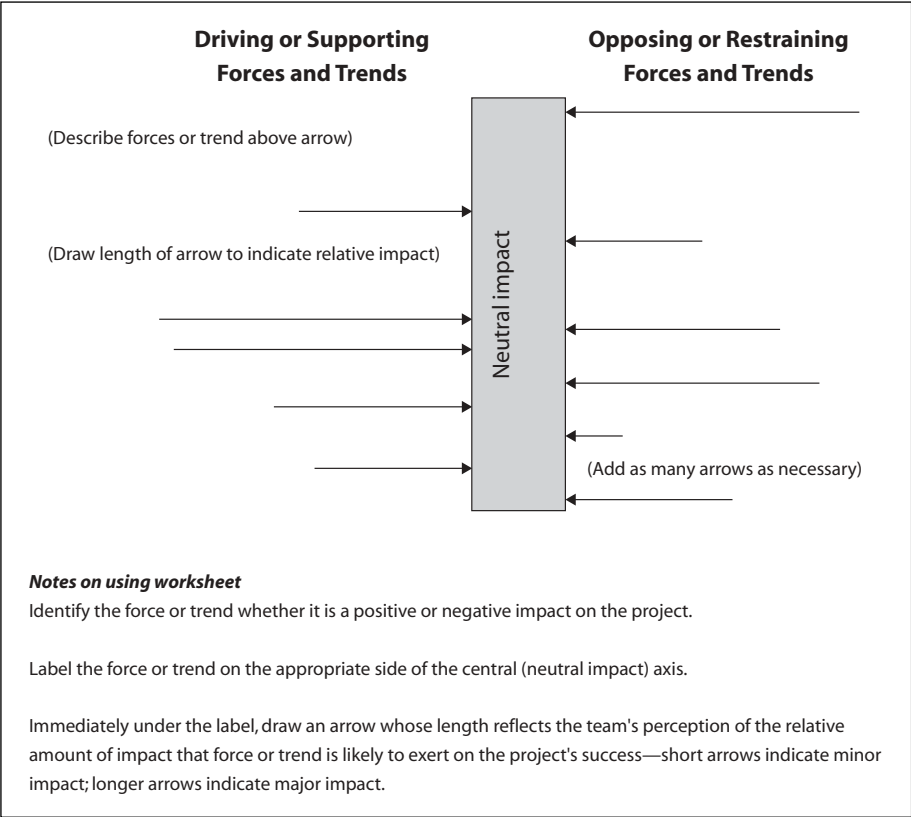 Driving or Supporting
Forces and Trends
Opposing or Restraining
Forces and Trends
(Describe forces or trend above arrow)
(Draw length of arrow to indicate relative impact)
Neutral impact
(Add as many arrows as necessary)
Notes on using worksheet
Identify the force or trend whether it is a positive or negative impact on the project.
Label the force or trend on the appropriate side of the central (neutral impact) axis.
Immediately under the label, draw an arrow whose length reflects the team's perception of the relative
amount of impact that force or trend is likely to exert on the project's success—short arrows indicate minor
impact; longer arrows indicate major impact.